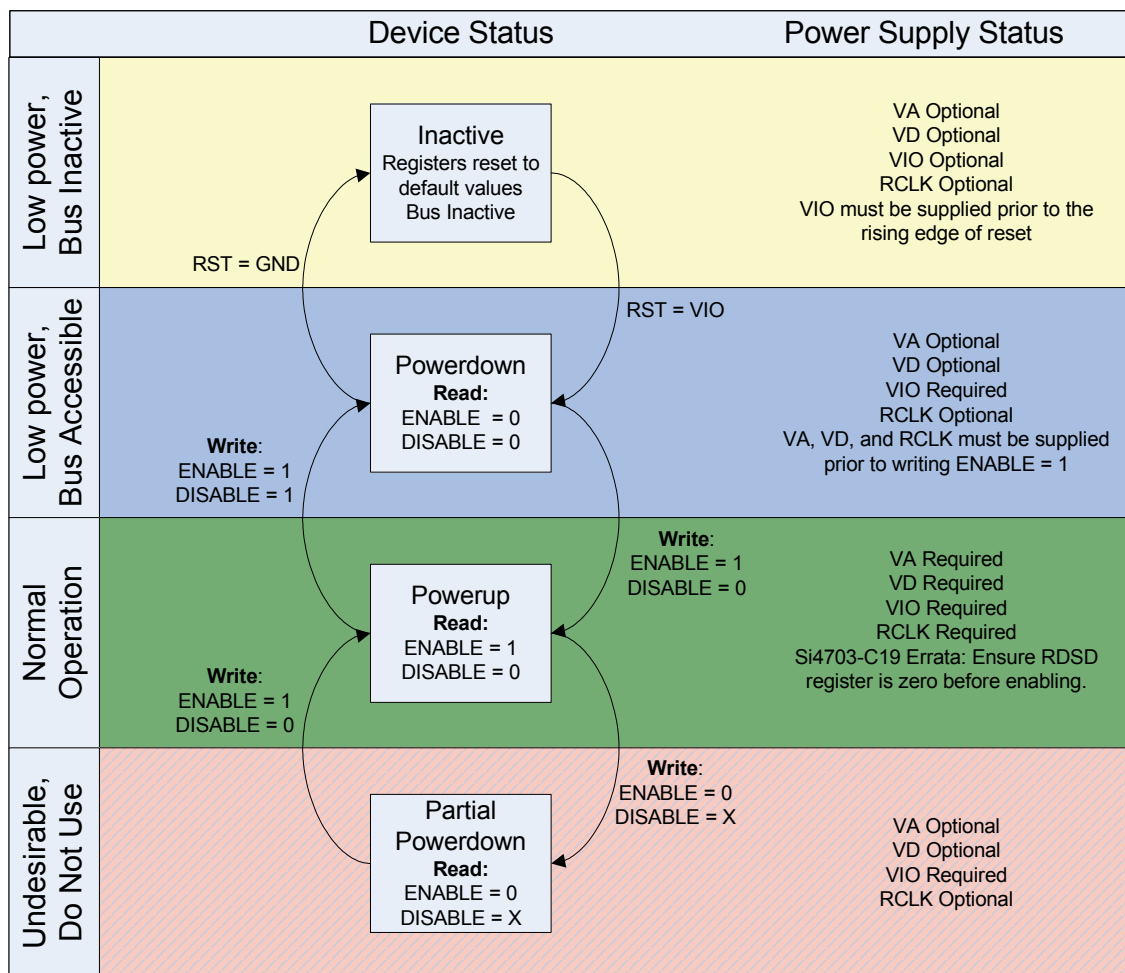 Device Status
Power Supply Status
Low power,
Bus Inactive
Inactive
Registers reset to
default values
Bus Inactive
RST = GND
VA Optional
VD Optional
VIO Optional
RCLK Optional
VIO must be supplied prior to the
rising edge of reset
Low power,
Bus Accessible
RST = VIO
Powerdown
Read:
ENABLE = 0
DISABLE = 0
Write:
ENABLE = 1
DISABLE = 1
VA Optional
VD Optional
VIO Required
RCLK Optional
VA, VD, and RCLK must be supplied
prior to writing ENABLE = 1
Normal
Operation
Write:
ENABLE = 1
DISABLE = 0
Powerup
Read:
ENABLE = 1
DISABLE = 0
Write:
ENABLE = 1
DISABLE = 0
VA Required
VD Required
VIO Required
RCLK Required
Si4703-C19 Errata: Ensure RDSD
register is zero before enabling.
Undesirable,
Do Not Use
Write:
ENABLE = 0
DISABLE = X
Partial
Powerdown
Read:
ENABLE = 0
DISABLE = X
VA Optional
VD Optional
VIO Required
RCLK Optional